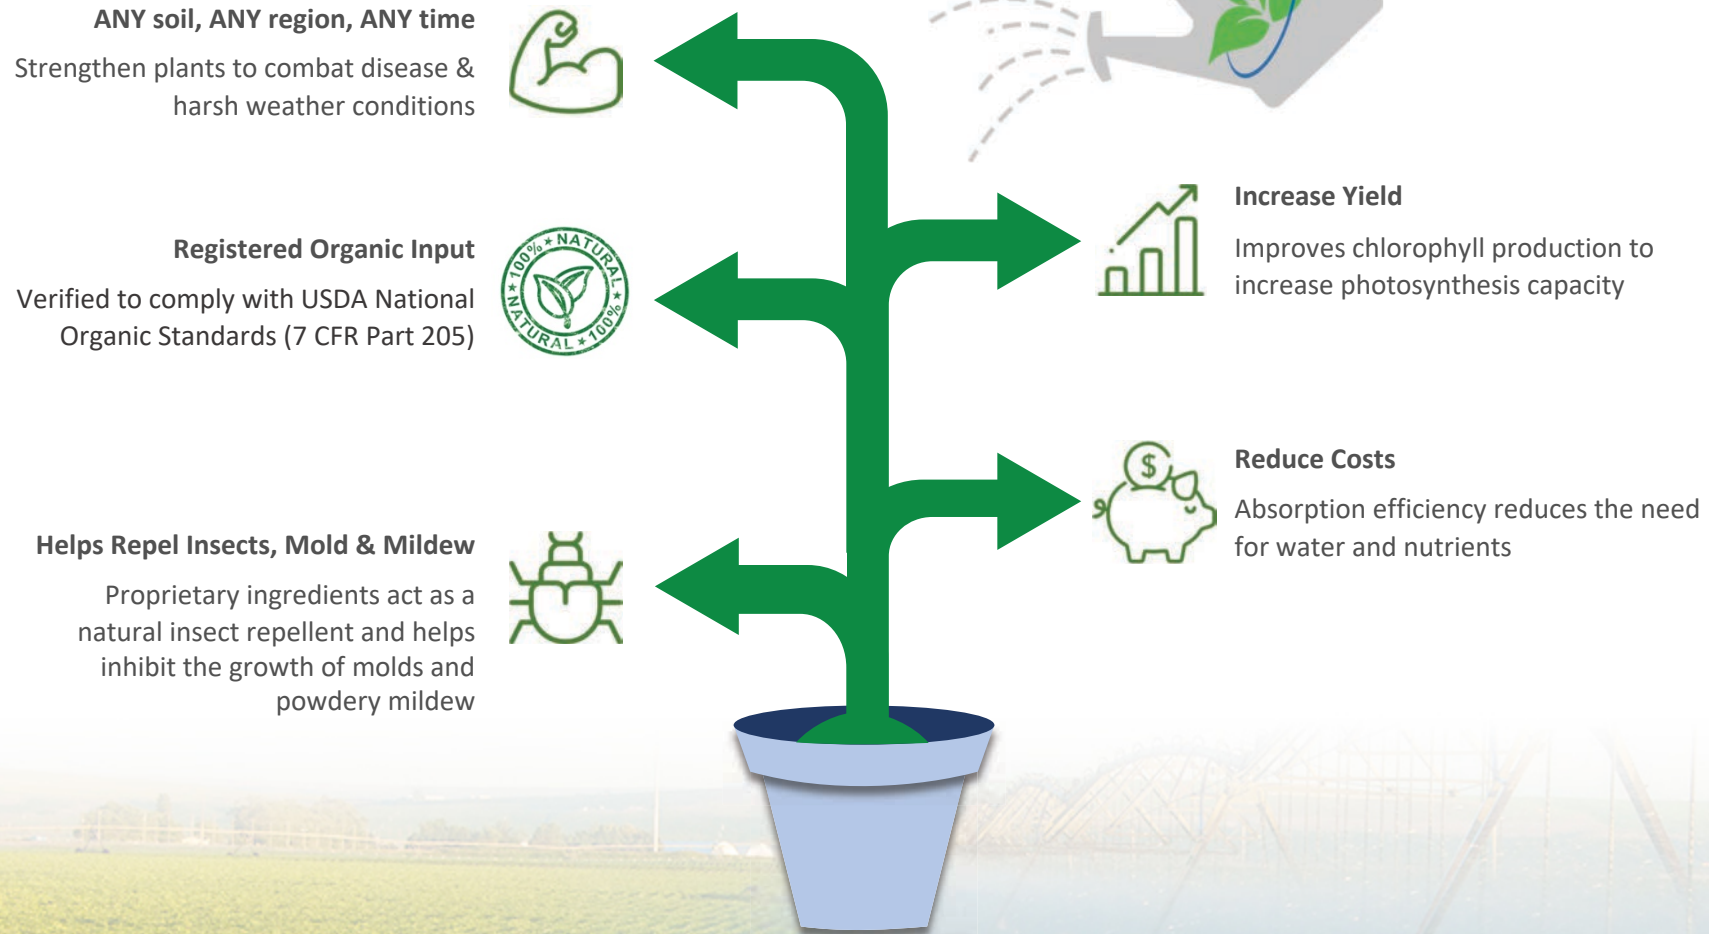 ANY soil, ANY region, ANY time
Strengthen plants to combat disease &
harsh weather conditions
Registered Organic Input
Verified to comply with USDA National
Organic Standards (7 CFR Part 205)
100% ★ NATURAL ★ 100% ★ NATURAL ★
Helps Repel Insects, Mold & Mildew
Proprietary ingredients act as a
natural insect repellent and helps
inhibit the growth of molds and
powdery mildew
Increase Yield
Improves chlorophyll production to
increase photosynthesis capacity
$
Reduce Costs
Absorption efficiency reduces the need
for water and nutrients